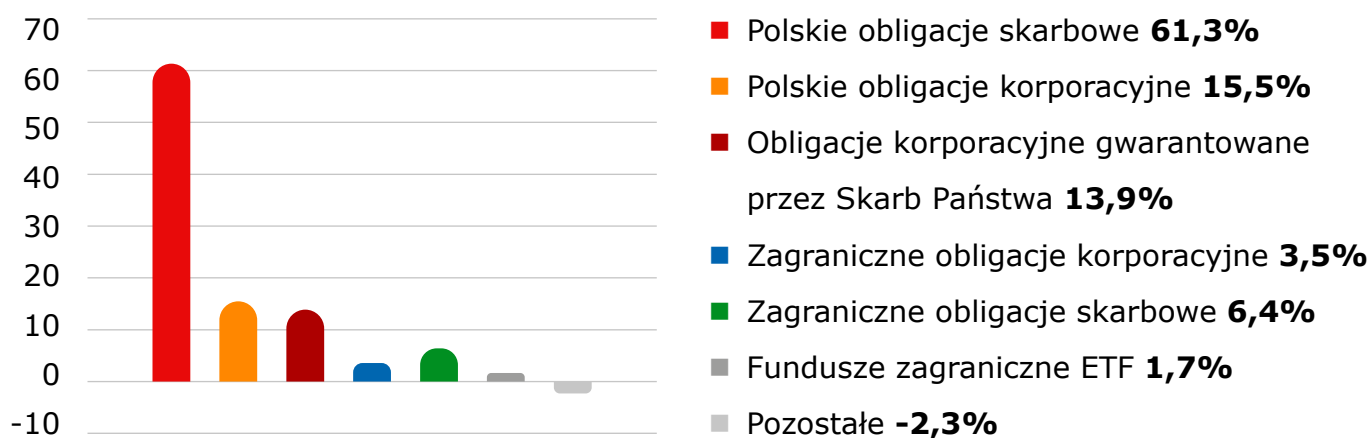 70
60
50
40
30
20
10
0
-10
Polskie obligacje skarbowe 61,3%
Polskie obligacje korporacyjne 15,5%
Obligacje korporacyjne gwarantowane
przez Skarb Państwa 13,9%
Zagraniczne obligacje korporacyjne 3,5%
Zagraniczne obligacje skarbowe 6,4%
Fundusze zagraniczne ETF 1,7%
Pozostałe -2,3%